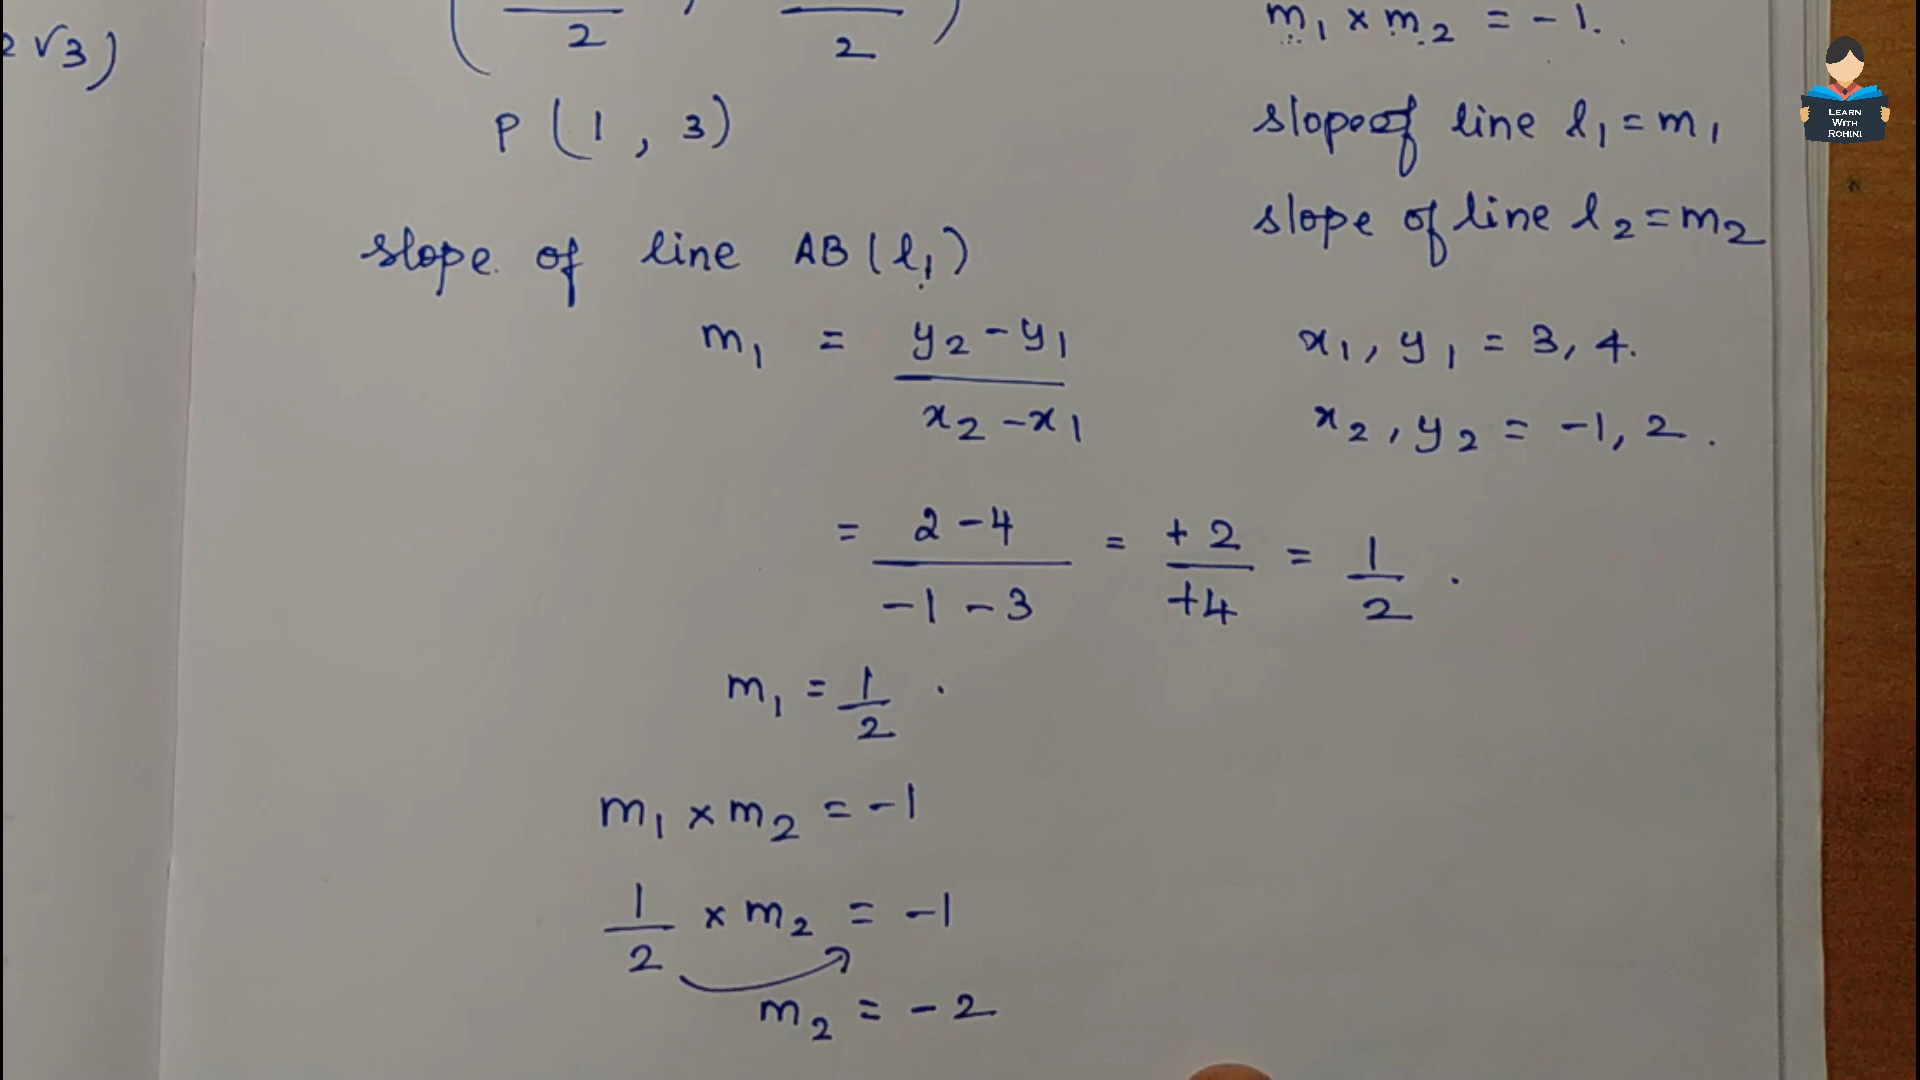 2√3)
( — , — )
2 2
P (1 , 3)
slope of line AB (l1)
m1 = y2 - y1 / x2 - x1
= 2 - 4 / -1 - 3 = +2 / +4 = 1/2 .
m1 = 1/2 .
m1 × m2 = -1
1/2 × m2 = -1
m2 = -2
m1 × m2 = -1.
slope of line l1 = m1
slope of line l2 = m2
x1, y1 = 3, 4.
x2, y2 = -1, 2.
LEARN
WITH
ROHINI